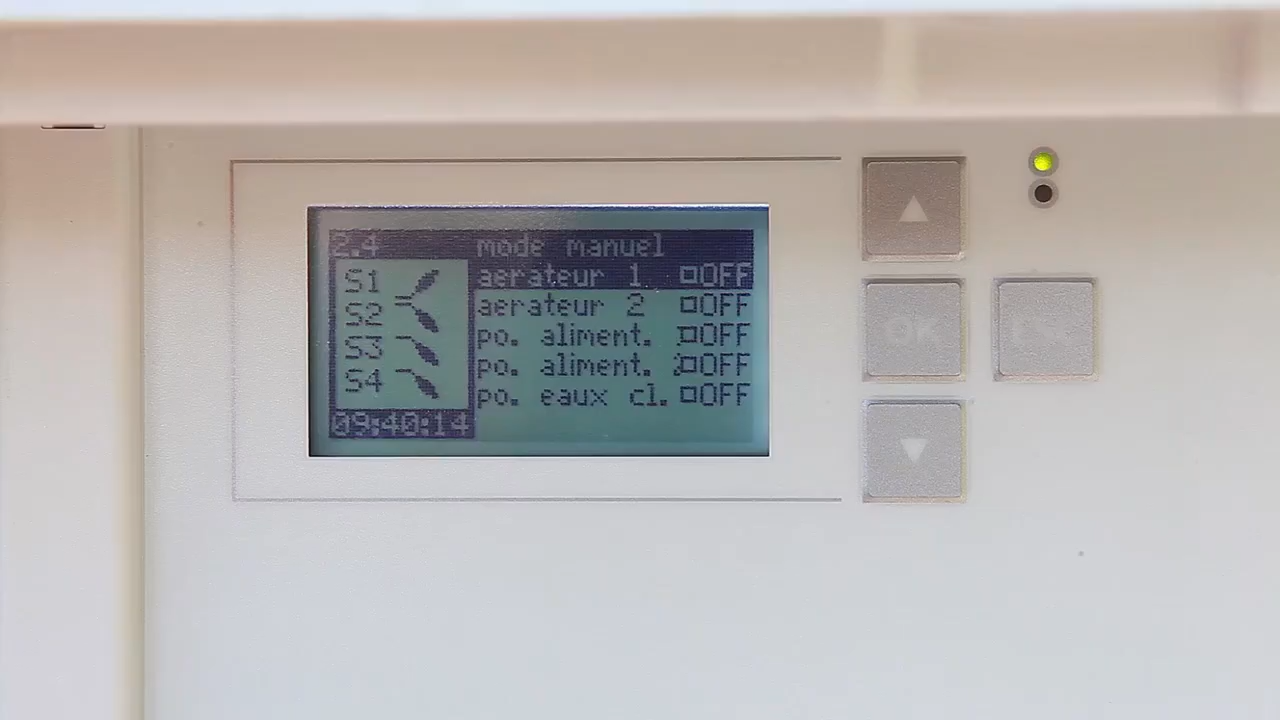 2.4 mode manuel
S1 aerateur 1 OFF
S2 aerateur 2 OFF
S3 po. aliment. OFF
S4 po. aliment. OFF
po. eaux cl. OFF
09:40:14
OK